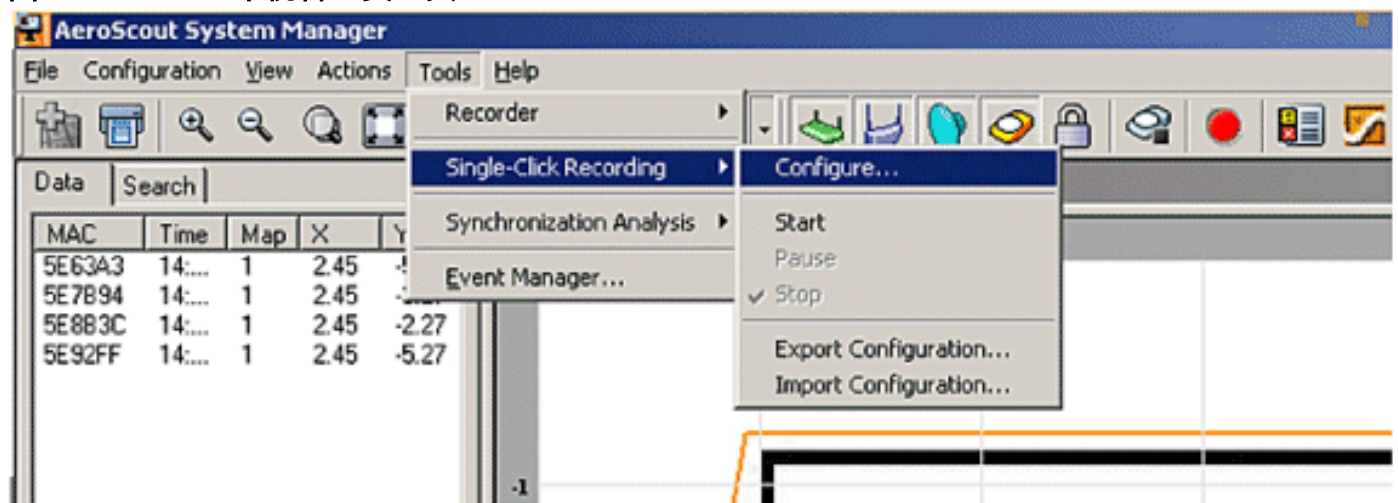 AeroScout System Manager
File Configuration View Actions Tools Help
Recorder
Single-Click Recording
Synchronization Analysis
Event Manager...
Configure...
Start
Pause
Stop
Export Configuration...
Import Configuration...
Data Search
MAC Time Map X
5E63A3 14:... 1 2.45
5E7B94 14:... 1 2.45
5E8B3C 14:... 1 2.45 -2.27
5E92FF 14:... 1 2.45 -5.27
-1